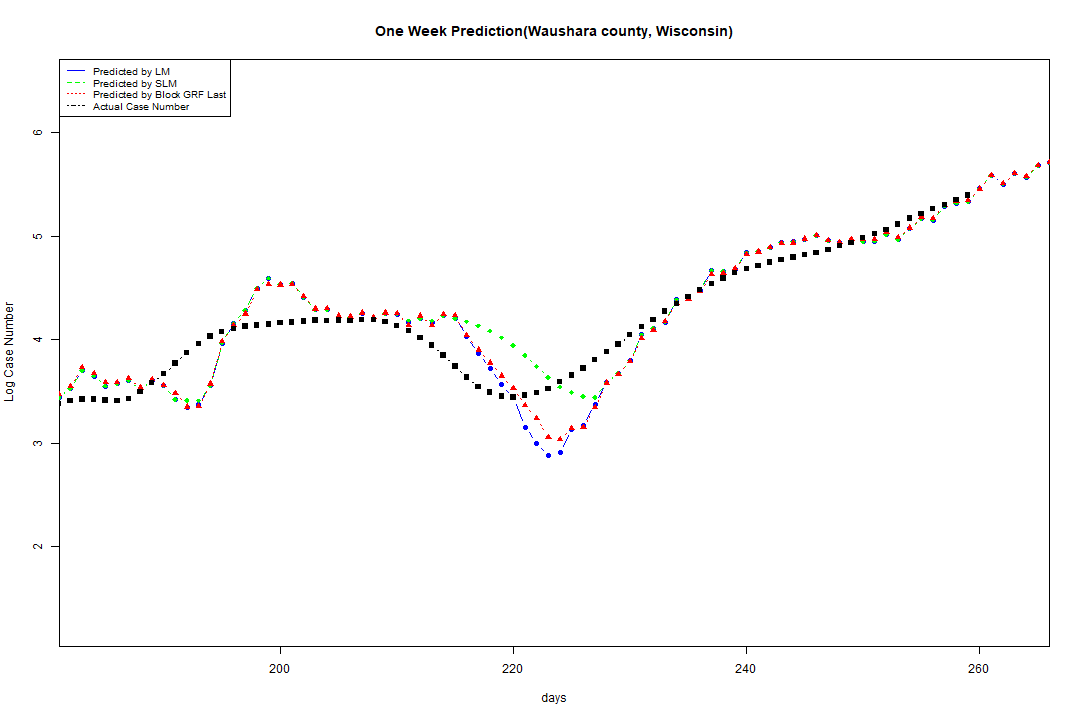 One Week Prediction(Waushara county, Wisconsin)
Predicted by LM
Predicted by SLM
Predicted by Block GRF Last
Actual Case Number
6
5
4
3
2
Log Case Number
200 220 240 260
days